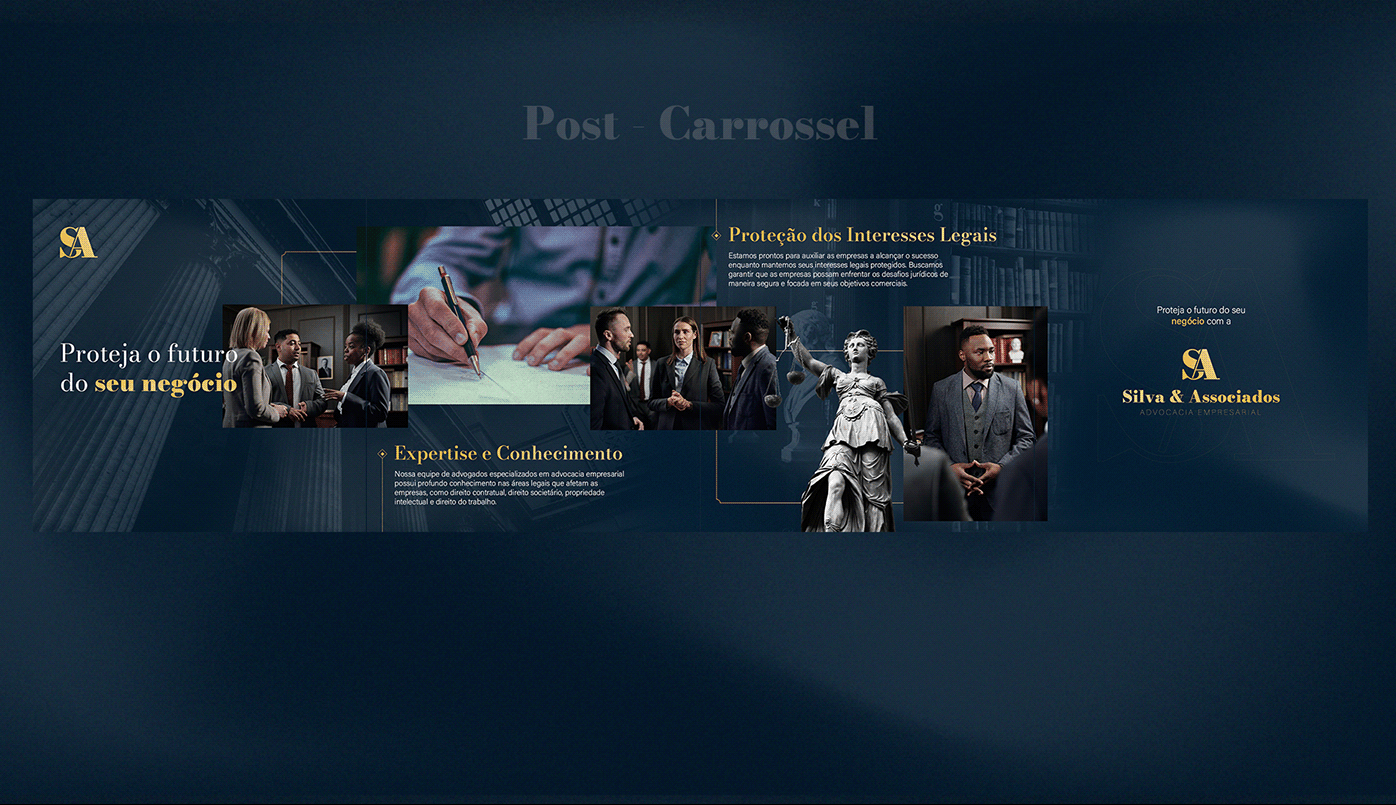 Post - Carrossel
SA
Proteja o futuro
do seu negócio
Expertise e Conhecimento
Nossa equipe de advogados especializados em advocacia empresarial
possui profundo conhecimento nas áreas legais que afetam as
empresas, como direito contratual, direito societário, propriedade
intelectual e direito do trabalho.
Proteção dos Interesses Legais
Estamos prontos para auxiliar as empresas a alcançar o sucesso
enquanto mantemos seus interesses legais protegidos. Buscamos
garantir que as empresas possam enfrentar os desafios jurídicos de
maneira segura e focada em seus objetivos comerciais.
Proteja o futuro do seu
negócio com a
SA
Silva & Associados
ADVOCACIA EMPRESARIAL